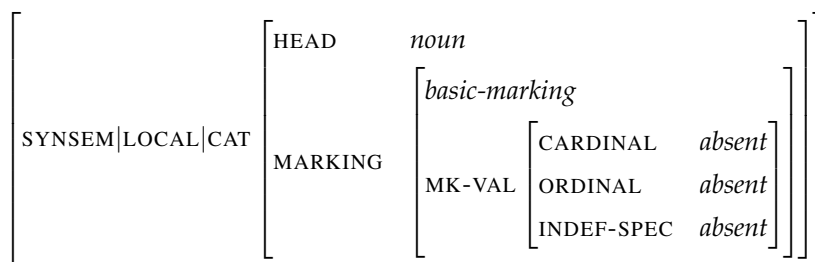 HEAD noun
basic-marking
SYNSEM|LOCAL|CAT
MARKING
CARDINAL absent
MK-VAL ORDINAL absent
INDEF-SPEC absent